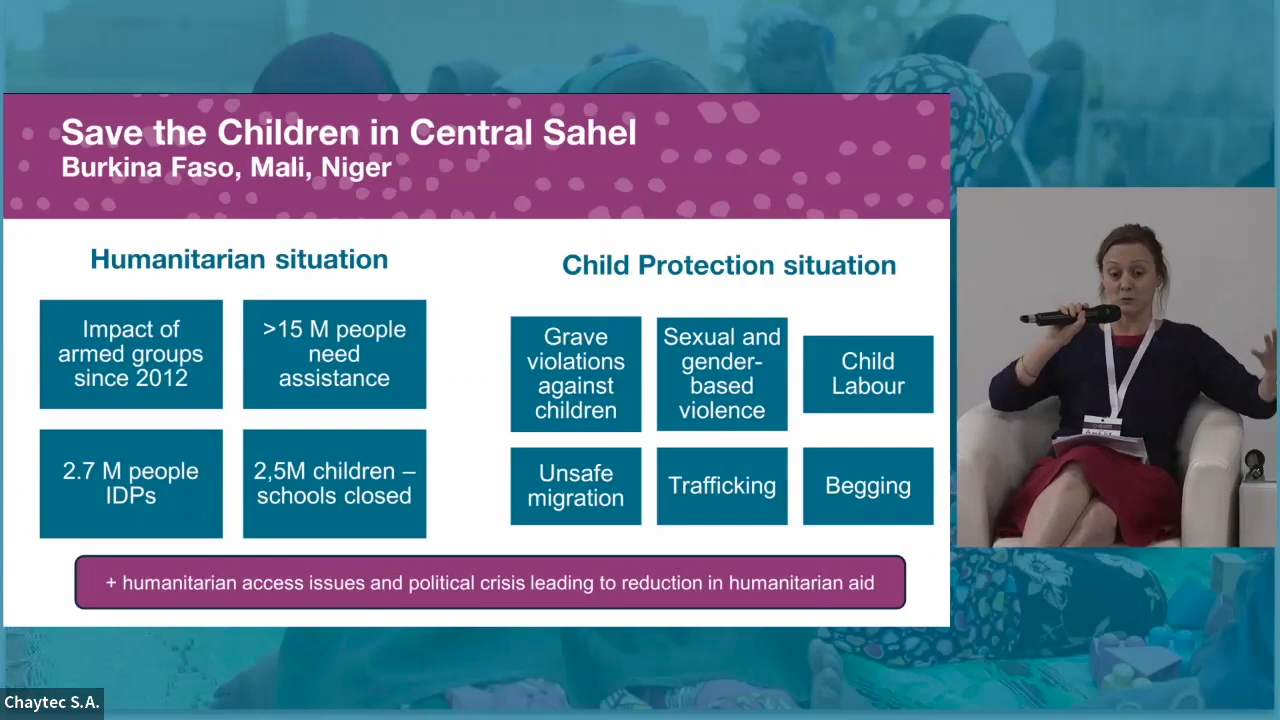 Save the Children in Central Sahel
Burkina Faso, Mali, Niger
Humanitarian situation
Impact of
armed groups
since 2012
>15 M people
need
assistance
2.7 M people
IDPs
2,5M children –
schools closed
Child Protection situation
Grave
violations
against
children
Sexual and
gender-
based
violence
Child
Labour
Unsafe
migration
Trafficking
Begging
+ humanitarian access issues and political crisis leading to reduction in humanitarian aid
Chaytec S.A.